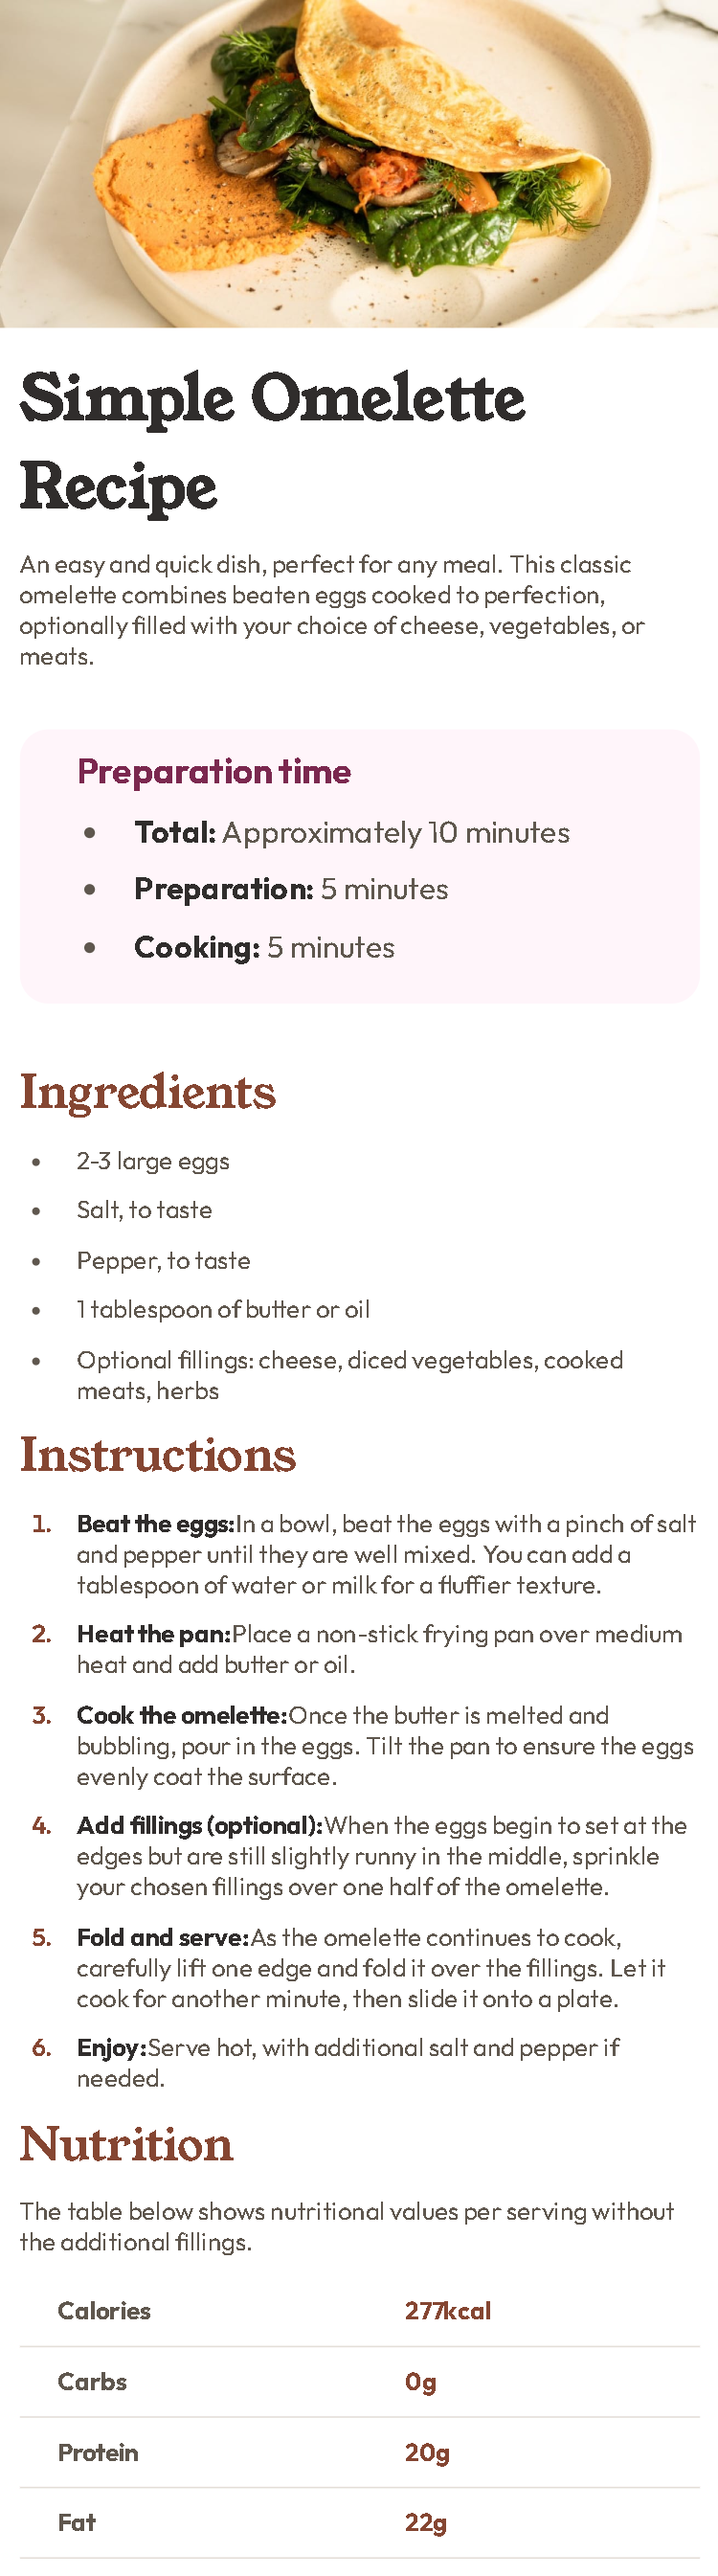 Simple Omelette
Recipe
An easy and quick dish, perfect for any meal. This classic
omelette combines beaten eggs cooked to perfection,
optionally filled with your choice of cheese, vegetables, or
meats.
Preparation time
• Total: Approximately 10 minutes
• Preparation: 5 minutes
• Cooking: 5 minutes
Ingredients
• 2-3 large eggs
• Salt, to taste
• Pepper, to taste
• 1 tablespoon of butter or oil
• Optional fillings: cheese, diced vegetables, cooked
meats, herbs
Instructions
1. Beat the eggs:In a bowl, beat the eggs with a pinch of salt
and pepper until they are well mixed. You can add a
tablespoon of water or milk for a fluffier texture.
2. Heat the pan:Place a non-stick frying pan over medium
heat and add butter or oil.
3. Cook the omelette:Once the butter is melted and
bubbling, pour in the eggs. Tilt the pan to ensure the eggs
evenly coat the surface.
4. Add fillings (optional):When the eggs begin to set at the
edges but are still slightly runny in the middle, sprinkle
your chosen fillings over one half of the omelette.
5. Fold and serve:As the omelette continues to cook,
carefully lift one edge and fold it over the fillings. Let it
cook for another minute, then slide it onto a plate.
6. Enjoy:Serve hot, with additional salt and pepper if
needed.
Nutrition
The table below shows nutritional values per serving without
the additional fillings.
Calories 277kcal
Carbs 0g
Protein 20g
Fat 22g